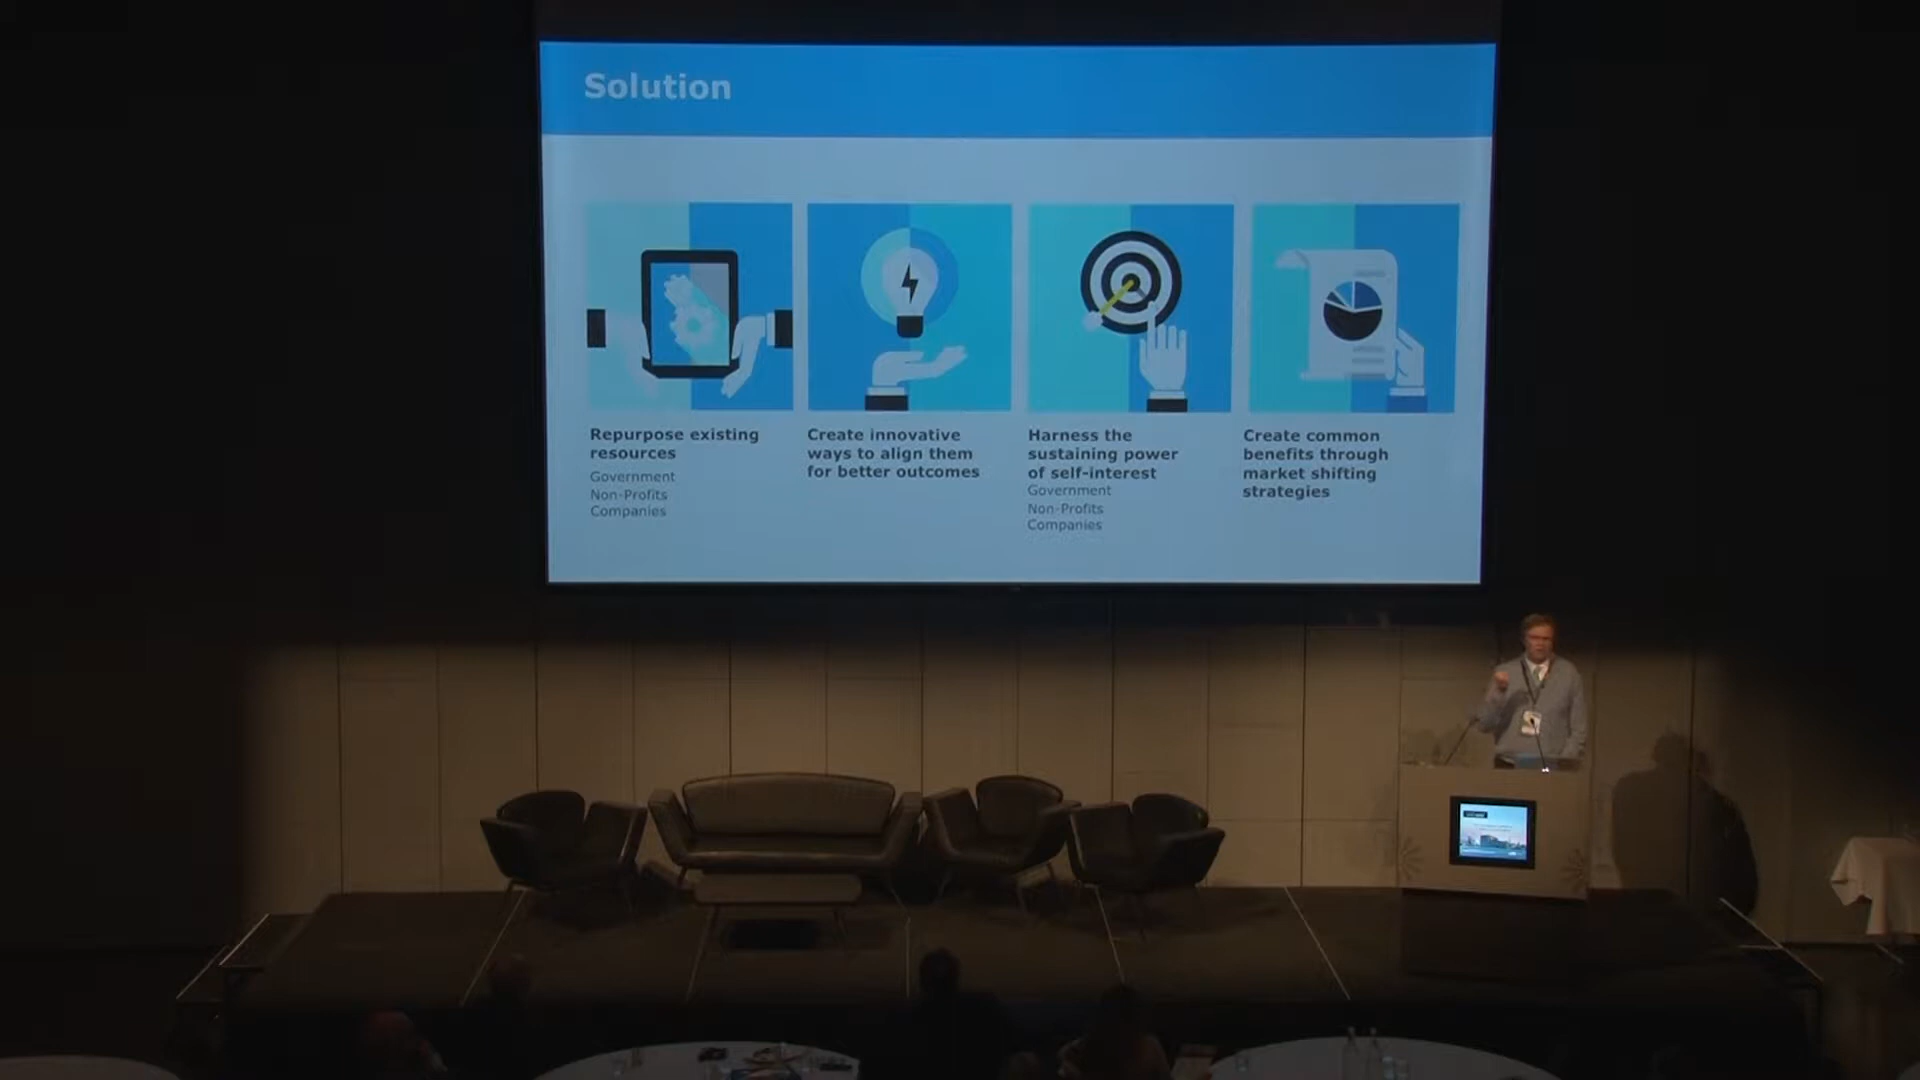 Solution
Repurpose existing
resources
Government
Non-Profits
Companies
Create innovative
ways to align them
for better outcomes
Harness the
sustaining power
of self-interest
Government
Non-Profits
Companies
Create common
benefits through
market shifting
strategies